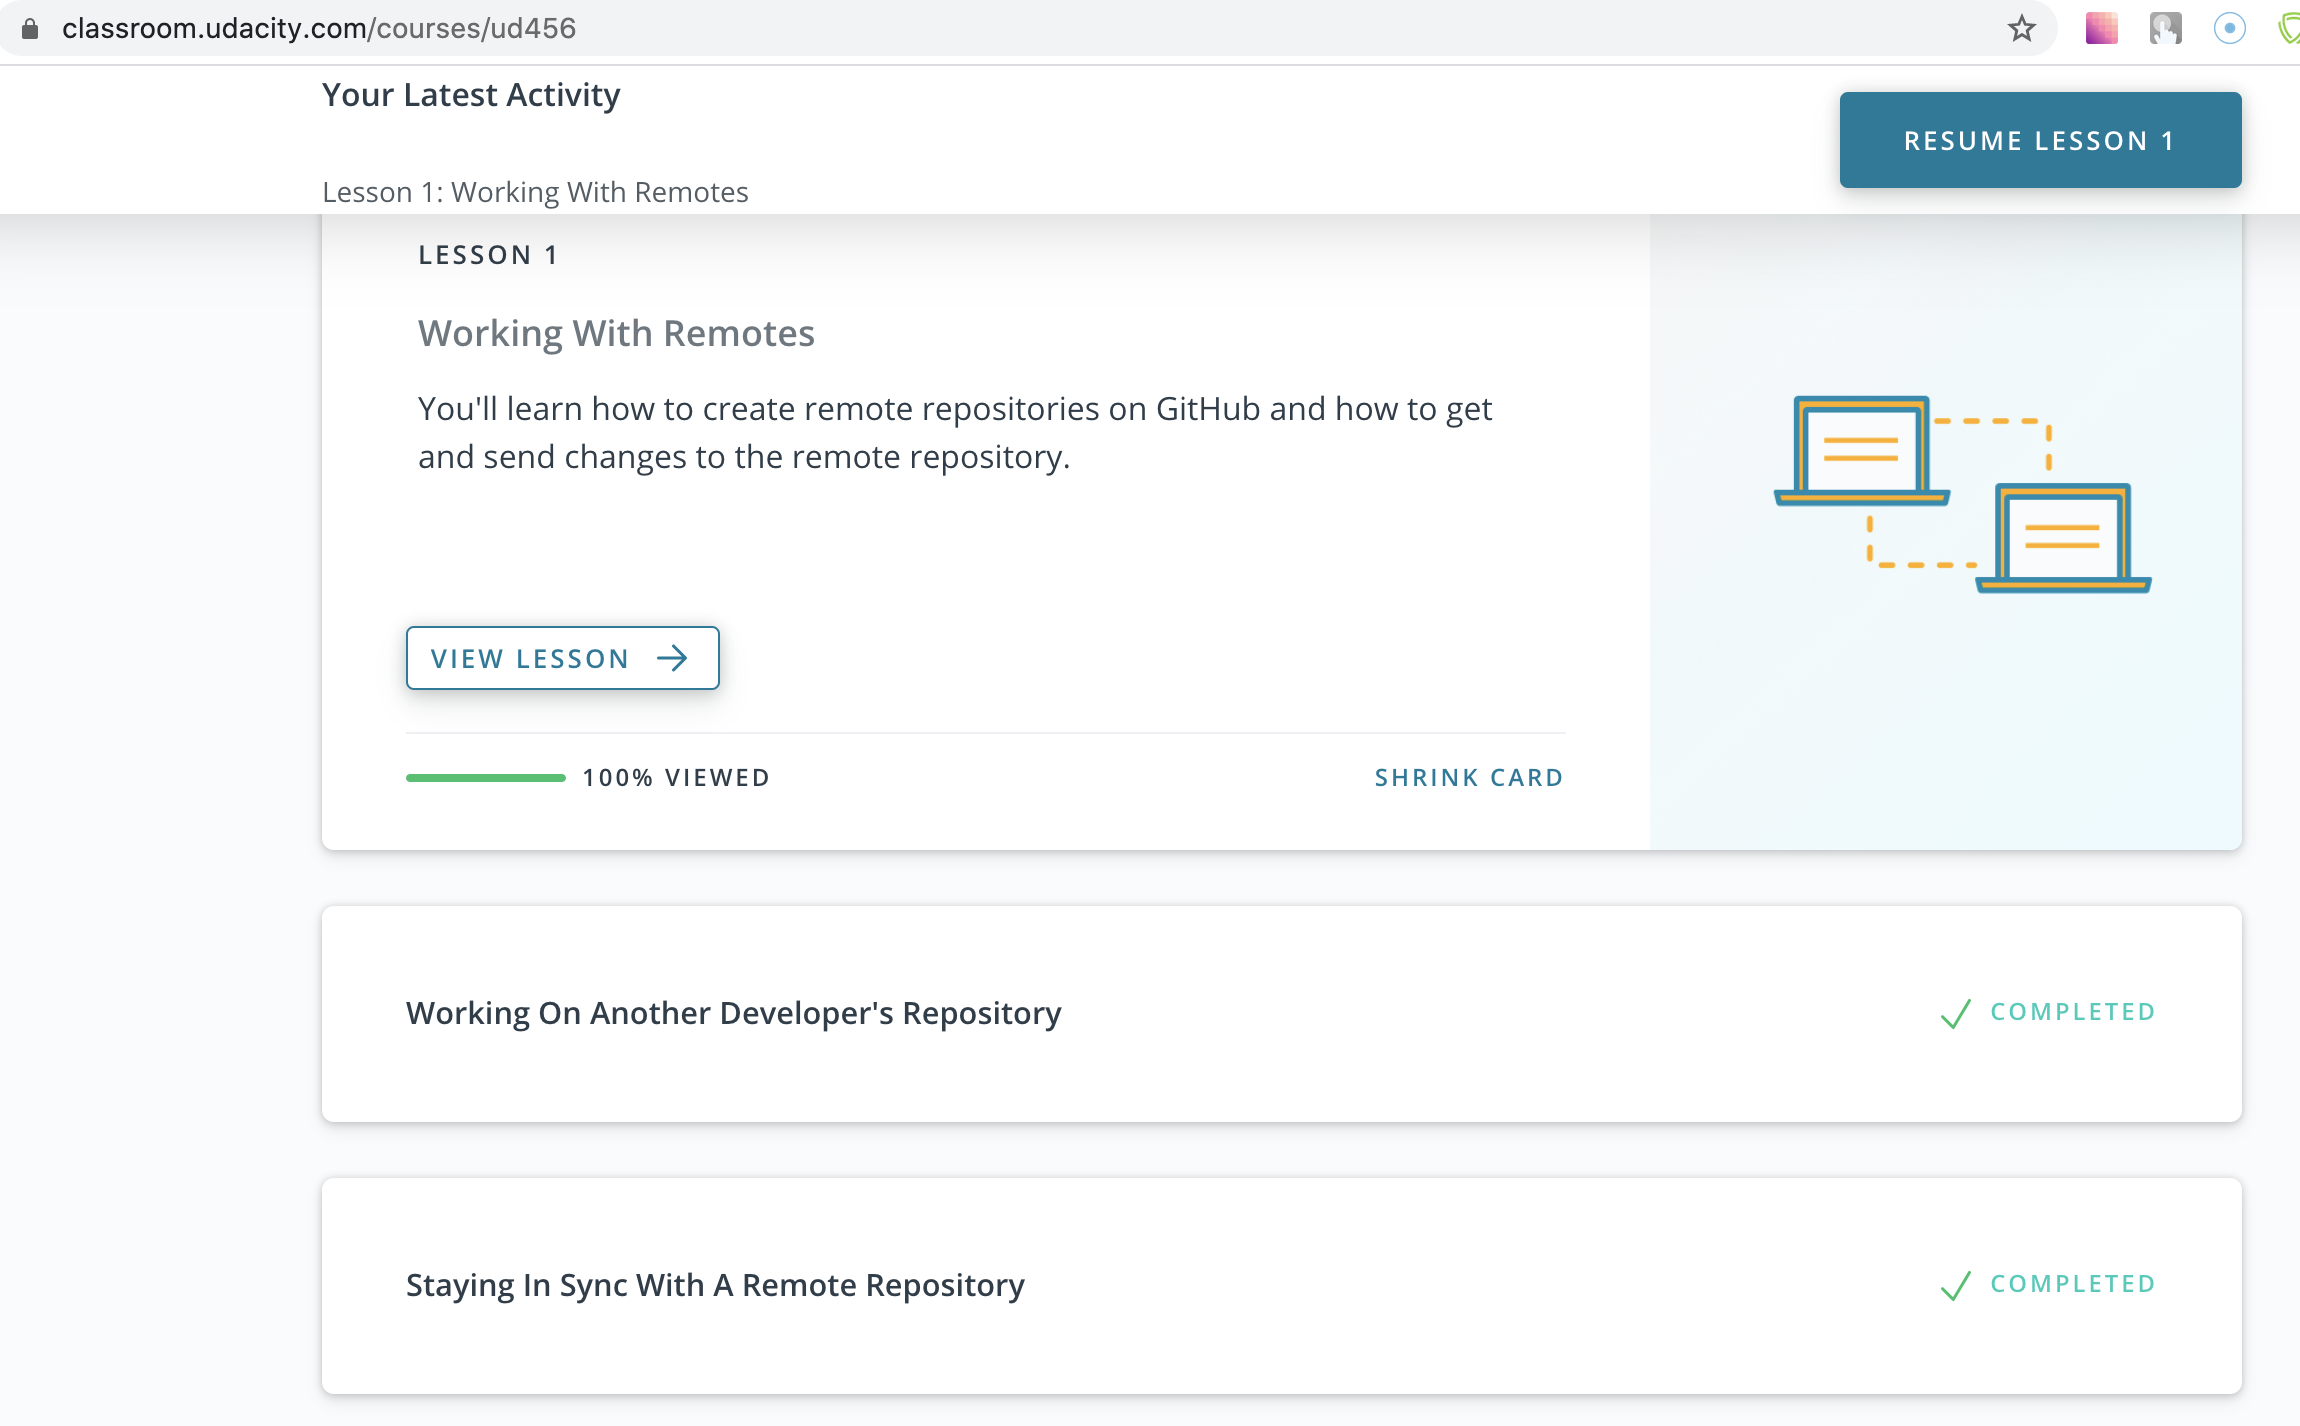 classroom.udacity.com/courses/ud456
Your Latest Activity
RESUME LESSON 1
Lesson 1: Working With Remotes
LESSON 1
Working With Remotes
You'll learn how to create remote repositories on GitHub and how to get
and send changes to the remote repository.
VIEW LESSON
100% VIEWED
SHRINK CARD
Working On Another Developer's Repository
COMPLETED
Staying In Sync With A Remote Repository
COMPLETED